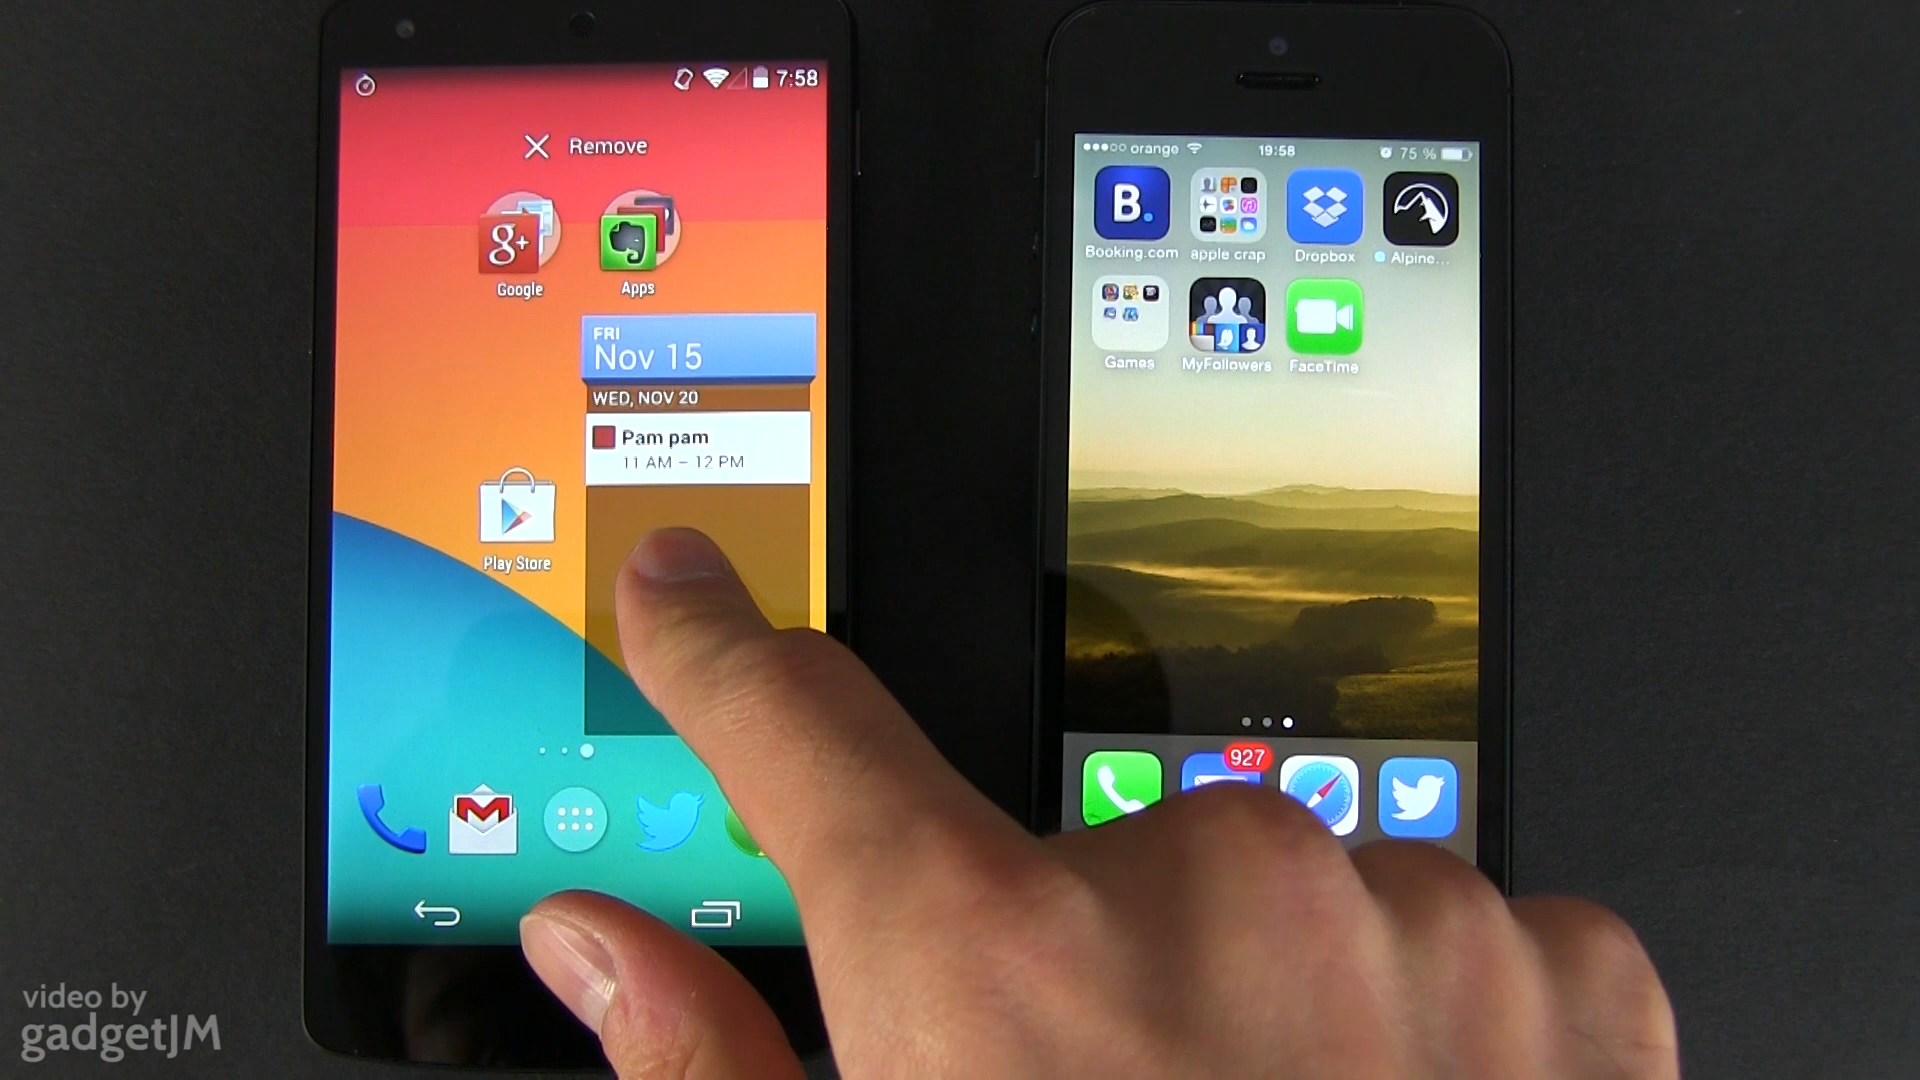 7:58
Remove
g+
Google
Apps
FRI
Nov 15
WED, NOV 20
Pam pam
11 AM – 12 PM
Play Store
orange
19:58
75 %
B.
Booking.com
apple crap
Dropbox
Alpine...
Games
MyFollowers
FaceTime
927
video by
gadgetJM